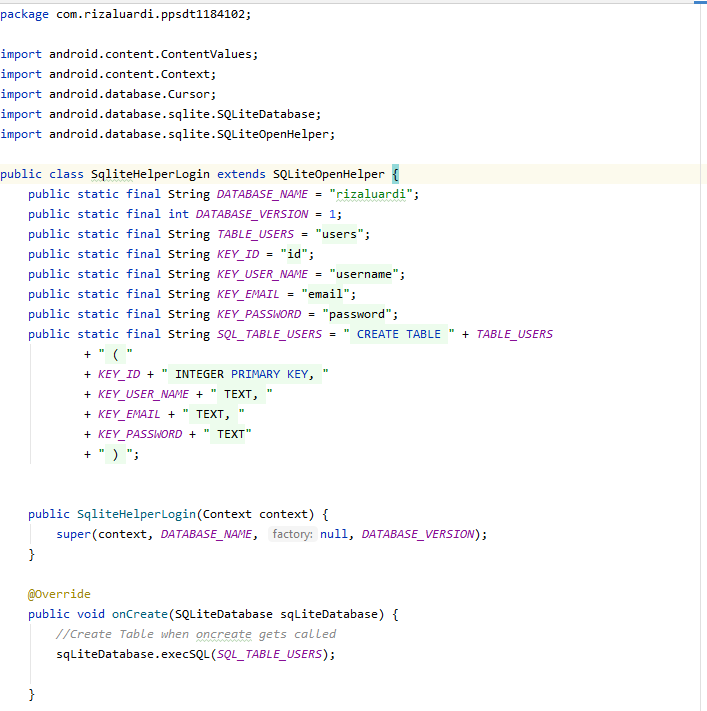 package com.rizaluardi.ppsdt1184102;
import android.content.ContentValues;
import android.content.Context;
import android.database.Cursor;
import android.database.sqlite.SQLiteDatabase;
import android.database.sqlite.SQLiteOpenHelper;
public class SqliteHelperLogin extends SQLiteOpenHelper {
public static final String DATABASE_NAME = "rizaluardi";
public static final int DATABASE_VERSION = 1;
public static final String TABLE_USERS = "users";
public static final String KEY_ID = "id";
public static final String KEY_USER_NAME = "username";
public static final String KEY_EMAIL = "email";
public static final String KEY_PASSWORD = "password";
public static final String SQL_TABLE_USERS = " CREATE TABLE " + TABLE_USERS
+ " ( "
+ KEY_ID + " INTEGER PRIMARY KEY, "
+ KEY_USER_NAME + " TEXT, "
+ KEY_EMAIL + " TEXT, "
+ KEY_PASSWORD + " TEXT"
+ " ) ";
public SqliteHelperLogin(Context context) {
super(context, DATABASE_NAME, factory: null, DATABASE_VERSION);
}
@Override
public void onCreate(SQLiteDatabase sqLiteDatabase) {
//Create Table when oncreate gets called
sqLiteDatabase.execSQL(SQL_TABLE_USERS);
}